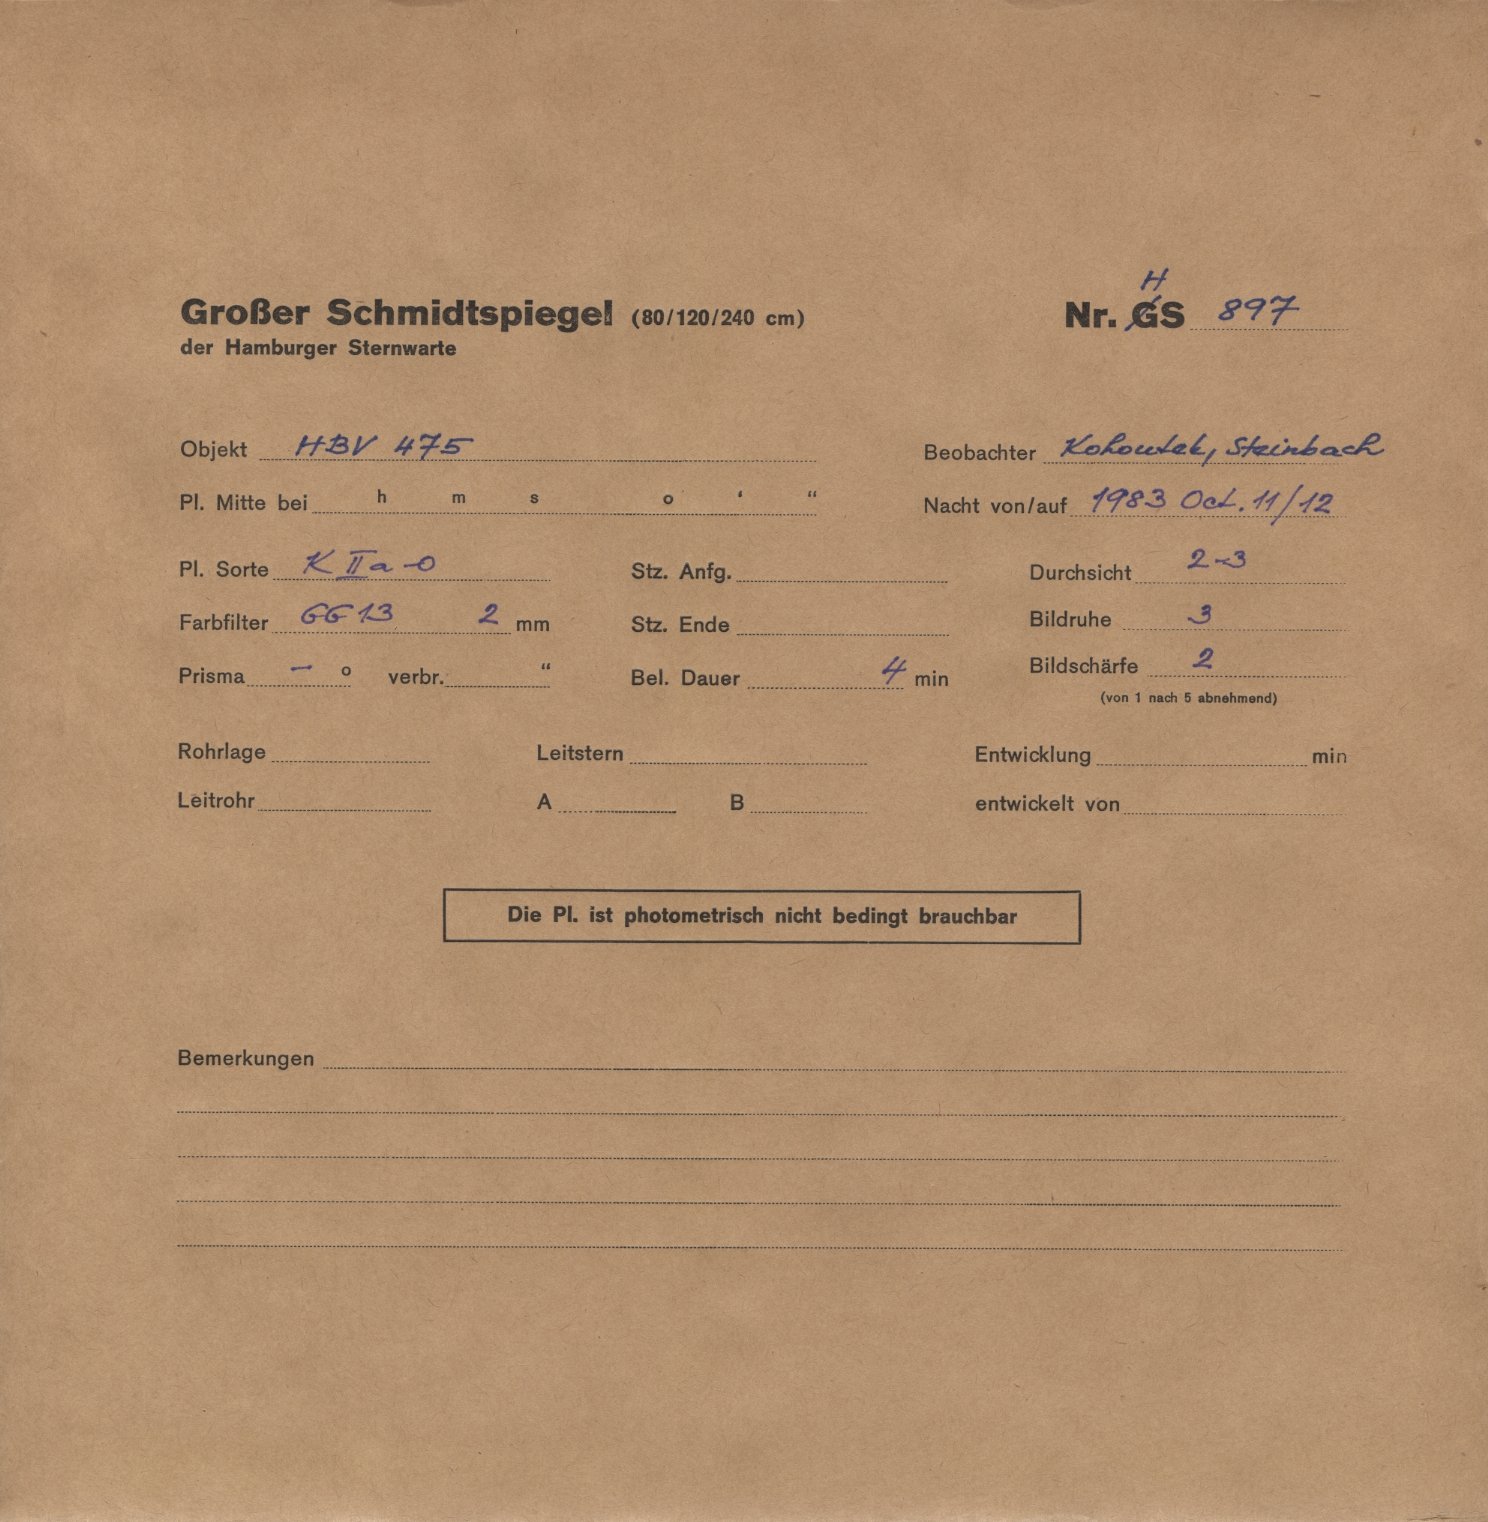 H
Großer Schmidtspiegel (80/120/240 cm) Nr. GS 897
der Hamburger Sternwarte
Objekt HBV 475 Beobachter Kohoutek, Steinbach
Pl. Mitte bei h m s o ‘ “ Nacht von/auf 1983 Oct. 11/12
Pl. Sorte K IIa-O Stz. Anfg. Durchsicht 2-3
Farbfilter GG13 2 mm Stz. Ende Bildruhe 3
Prisma – o verbr. “ Bel. Dauer 4 min Bildschärfe 2
(von 1 nach 5 abnehmend)
Rohrlage Leitstern Entwicklung min
Leitrohr A B entwickelt von
Die Pl. ist photometrisch nicht bedingt brauchbar
Bemerkungen